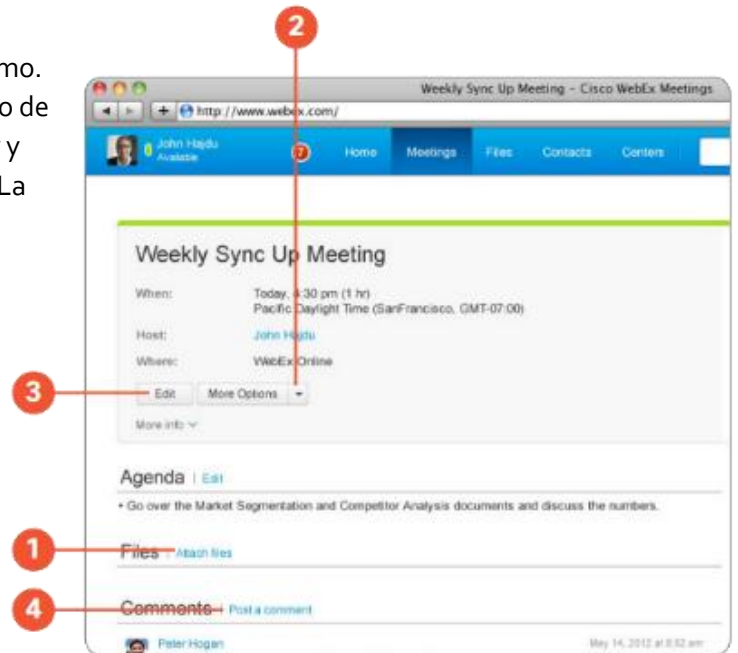 2
mo.
o de
y
La
Weekly Sync Up Meeting - Cisco WebEx Meetings
http://www.webex.com/
John Hajdu
Available
7
Home Meetings Files Contacts Centers
Weekly Sync Up Meeting
When: Today, 4:30 pm (1 hr)
Pacific Daylight Time (SanFrancisco, GMT-07:00)
Host: John Hajdu
Where: WebEx Online
3
Edit More Options
More info
Agenda | Edit
• Go over the Market Segmentation and Competitor Analysis documents and discuss the numbers.
1
Files | Attach files
4
Comments | Post a comment
Peter Hogan May 14, 2012 at 8:02 am